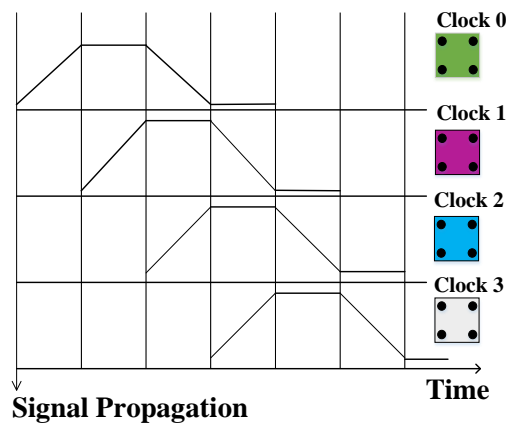 Clock 0
Clock 1
Clock 2
Clock 3
Time
Signal Propagation